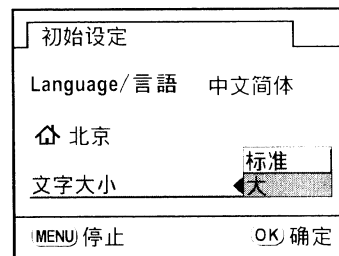 初始设定
Language/言語 中文简体
北京
标准
文字大小 大
MENU 停止 OK 确定